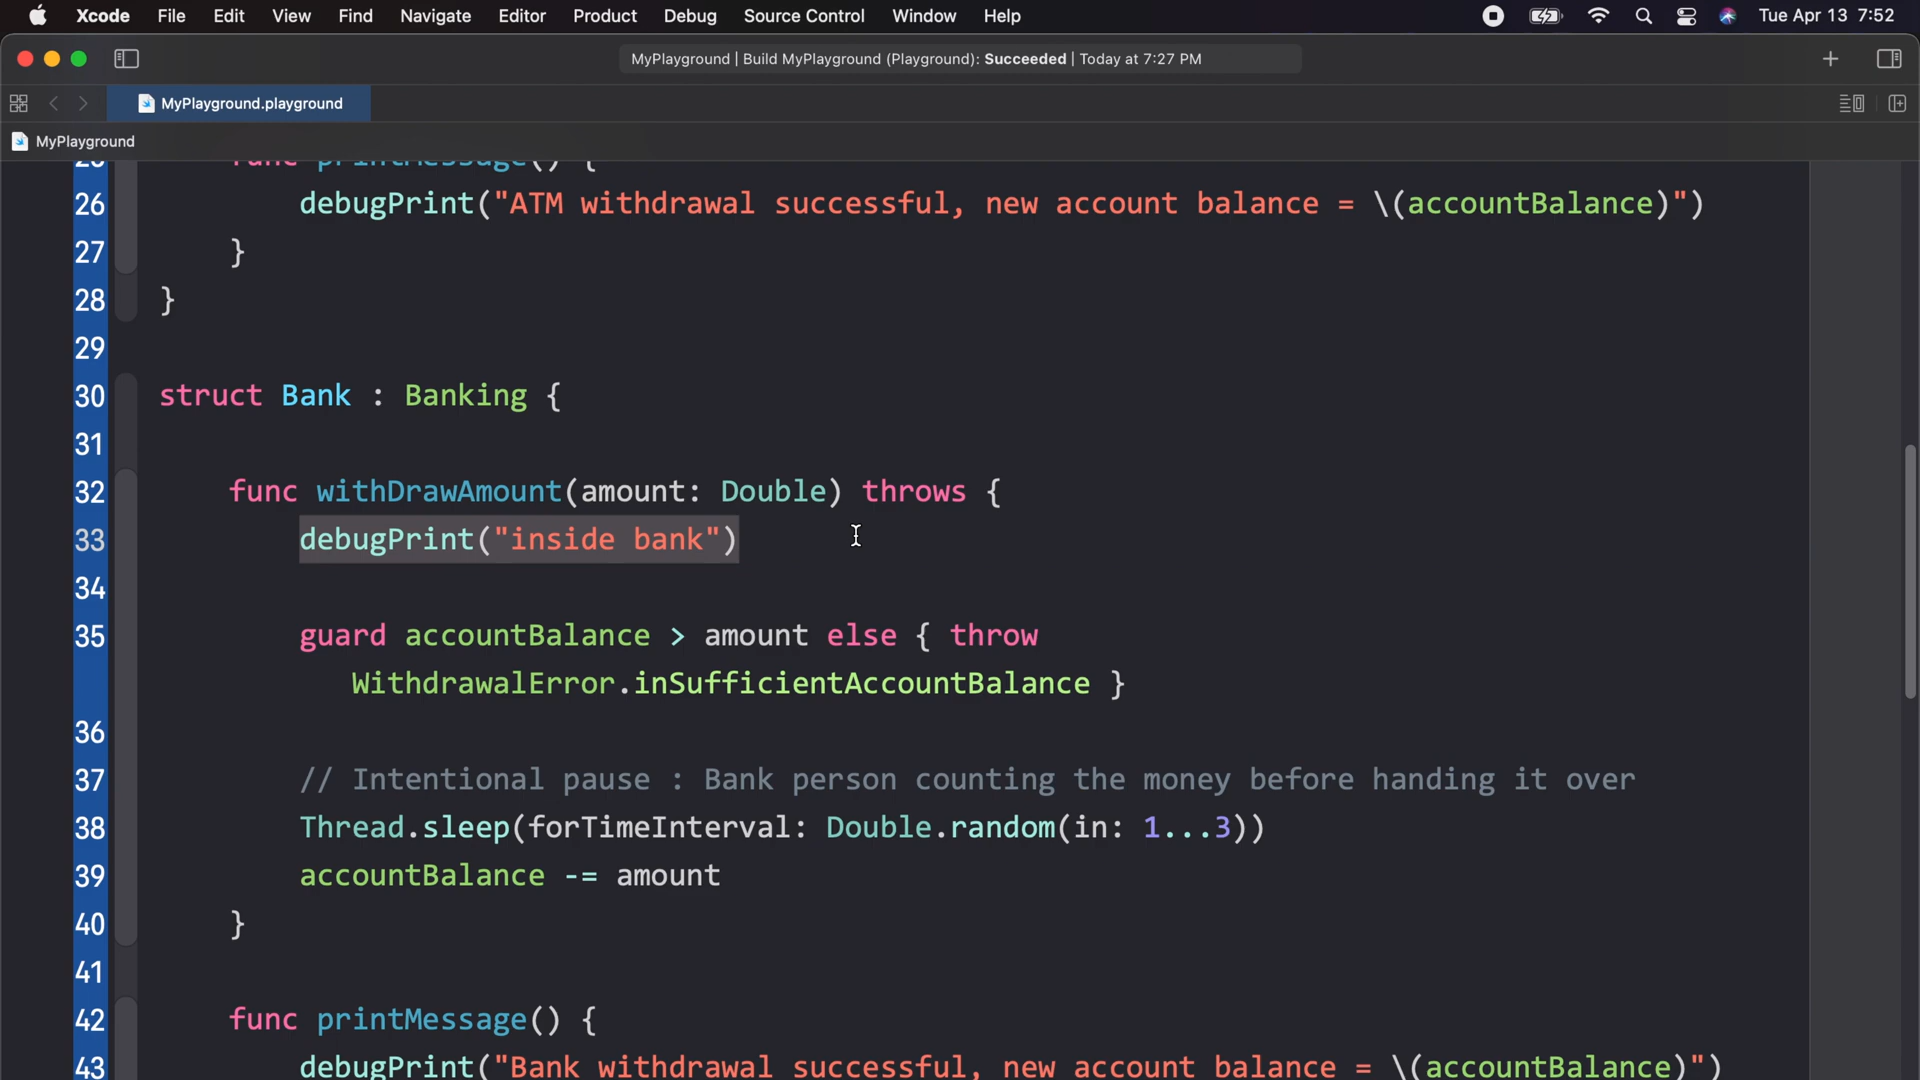 Xcode File Edit View Find Navigate Editor Product Debug Source Control Window Help Tue Apr 13 7:52
MyPlayground | Build MyPlayground (Playground): Succeeded | Today at 7:27 PM
MyPlayground.playground
MyPlayground
func printMessage() {
26 debugPrint("ATM withdrawal successful, new account balance = \(accountBalance)")
27 }
28 }
29
30 struct Bank : Banking {
31
32 func withDrawAmount(amount: Double) throws {
33 debugPrint("inside bank")
34
35 guard accountBalance > amount else { throw
WithdrawalError.inSufficientAccountBalance }
36
37 // Intentional pause : Bank person counting the money before handing it over
38 Thread.sleep(forTimeInterval: Double.random(in: 1...3))
39 accountBalance -= amount
40 }
41
42 func printMessage() {
43 debugPrint("Bank withdrawal successful, new account balance = \(accountBalance)")